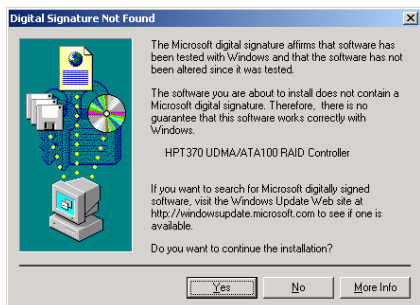 Digital Signature Not Found
The Microsoft digital signature affirms that software has
been tested with Windows and that the software has not
been altered since it was tested.
The software you are about to install does not contain a
Microsoft digital signature. Therefore, there is no
guarantee that this software works correctly with
Windows.
HPT370 UDMA/ATA100 RAID Controller
If you want to search for Microsoft digitally signed
software, visit the Windows Update Web site at
http://windowsupdate.microsoft.com to see if one is
available.
Do you want to continue the installation?
Yes No More Info